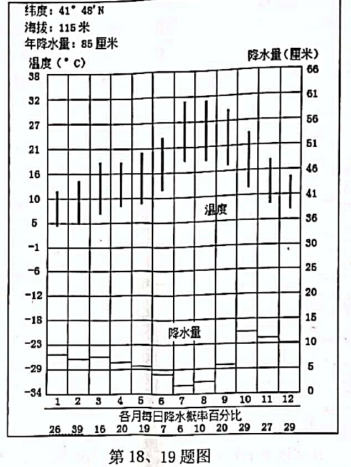 纬度：41° 48′N
海拔：115米
年降水量：85厘米
温度（°C） 降水量（厘米）
38 66
32 61
27 56
21 51
16 46
10 41
5 36
-1 30
-6 25
-12 20
-18 15
-23 10
-29 5
-34 0
温度
降水量
1 2 3 4 5 6 7 8 9 10 11 12
各月每日降水概率百分比
26 39 16 20 19 7 6 10 20 29 27 29
第18、19题图